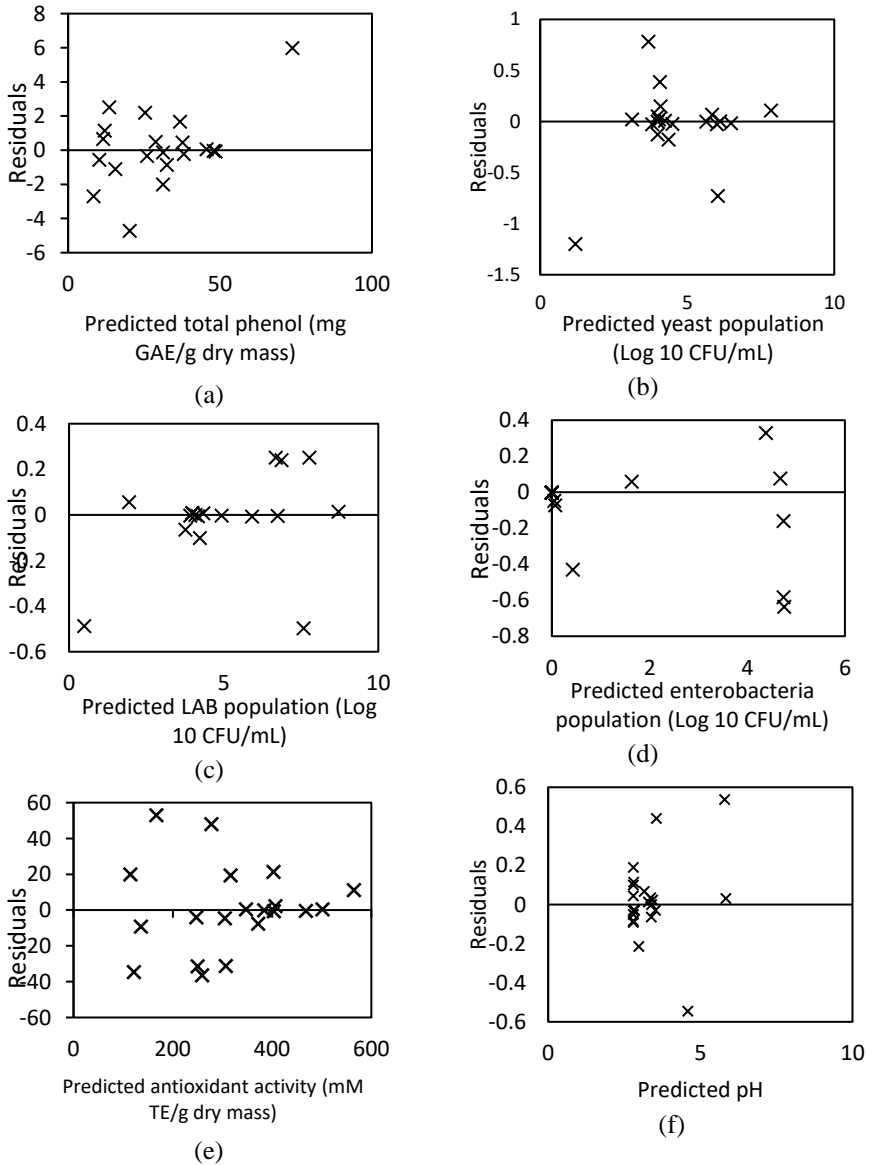 8
6
4
2
0
-2
-4
-6
Residuals
0 50 100
Predicted total phenol (mg
GAE/g dry mass)
(a)
1
0.5
0
-0.5
-1
-1.5
Residuals
0 5 10
Predicted yeast population
(Log 10 CFU/mL)
(b)
0.4
0.2
0
-0.2
-0.4
-0.6
Residuals
0 5 10
Predicted LAB population (Log
10 CFU/mL)
(c)
0.4
0.2
0
-0.2
-0.4
-0.6
-0.8
Residuals
0 2 4 6
Predicted enterobacteria
population (Log 10 CFU/mL)
(d)
60
40
20
0
-20
-40
-60
Residuals
0 200 400 600
Predicted antioxidant activity (mM
TE/g dry mass)
(e)
0.6
0.4
0.2
0
-0.2
-0.4
-0.6
Residuals
0 5 10
Predicted pH
(f)